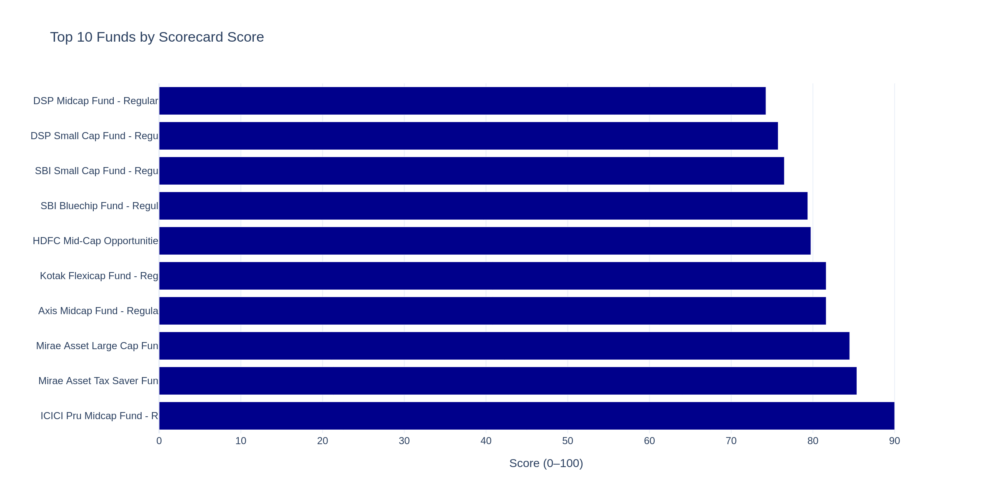 Top 10 Funds by Scorecard Score
DSP Midcap Fund - Regular
DSP Small Cap Fund - Regu
SBI Small Cap Fund - Regu
SBI Bluechip Fund - Regul
HDFC Mid-Cap Opportunitie
Kotak Flexicap Fund - Reg
Axis Midcap Fund - Regula
Mirae Asset Large Cap Fun
Mirae Asset Tax Saver Fun
ICICI Pru Midcap Fund - R
0 10 20 30 40 50 60 70 80 90
Score (0–100)